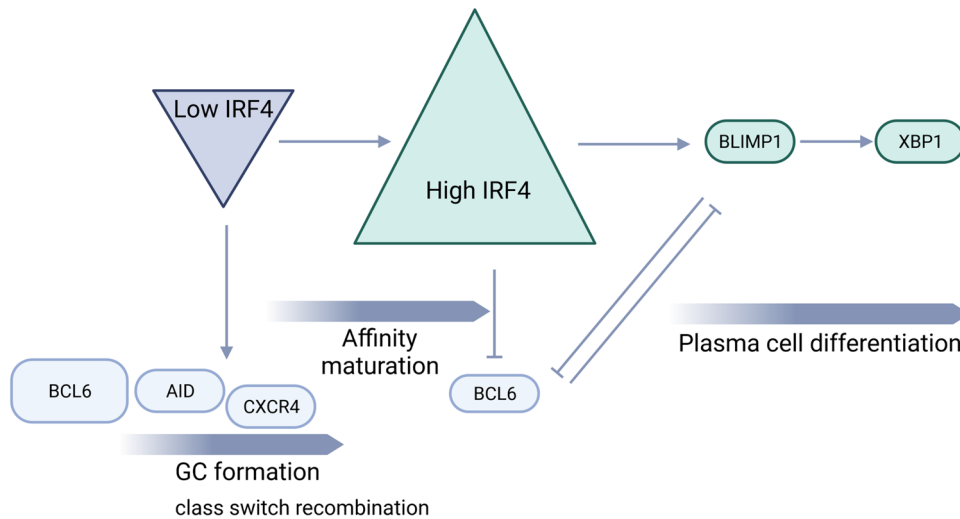 Low IRF4
High IRF4
BLIMP1
XBP1
Affinity
maturation
Plasma cell differentiation
BCL6
AID
CXCR4
BCL6
GC formation
class switch recombination